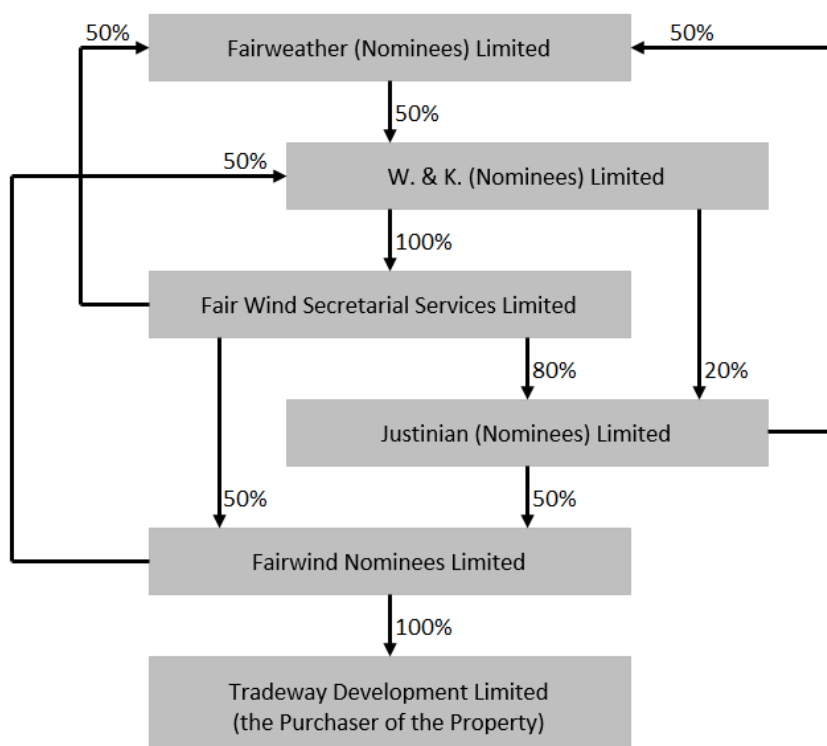 50%
50%
Fairweather (Nominees) Limited
50%
50%
W. & K. (Nominees) Limited
100%
Fair Wind Secretarial Services Limited
80%
20%
Justinian (Nominees) Limited
50%
50%
Fairwind Nominees Limited
100%
Tradeway Development Limited
(the Purchaser of the Property)